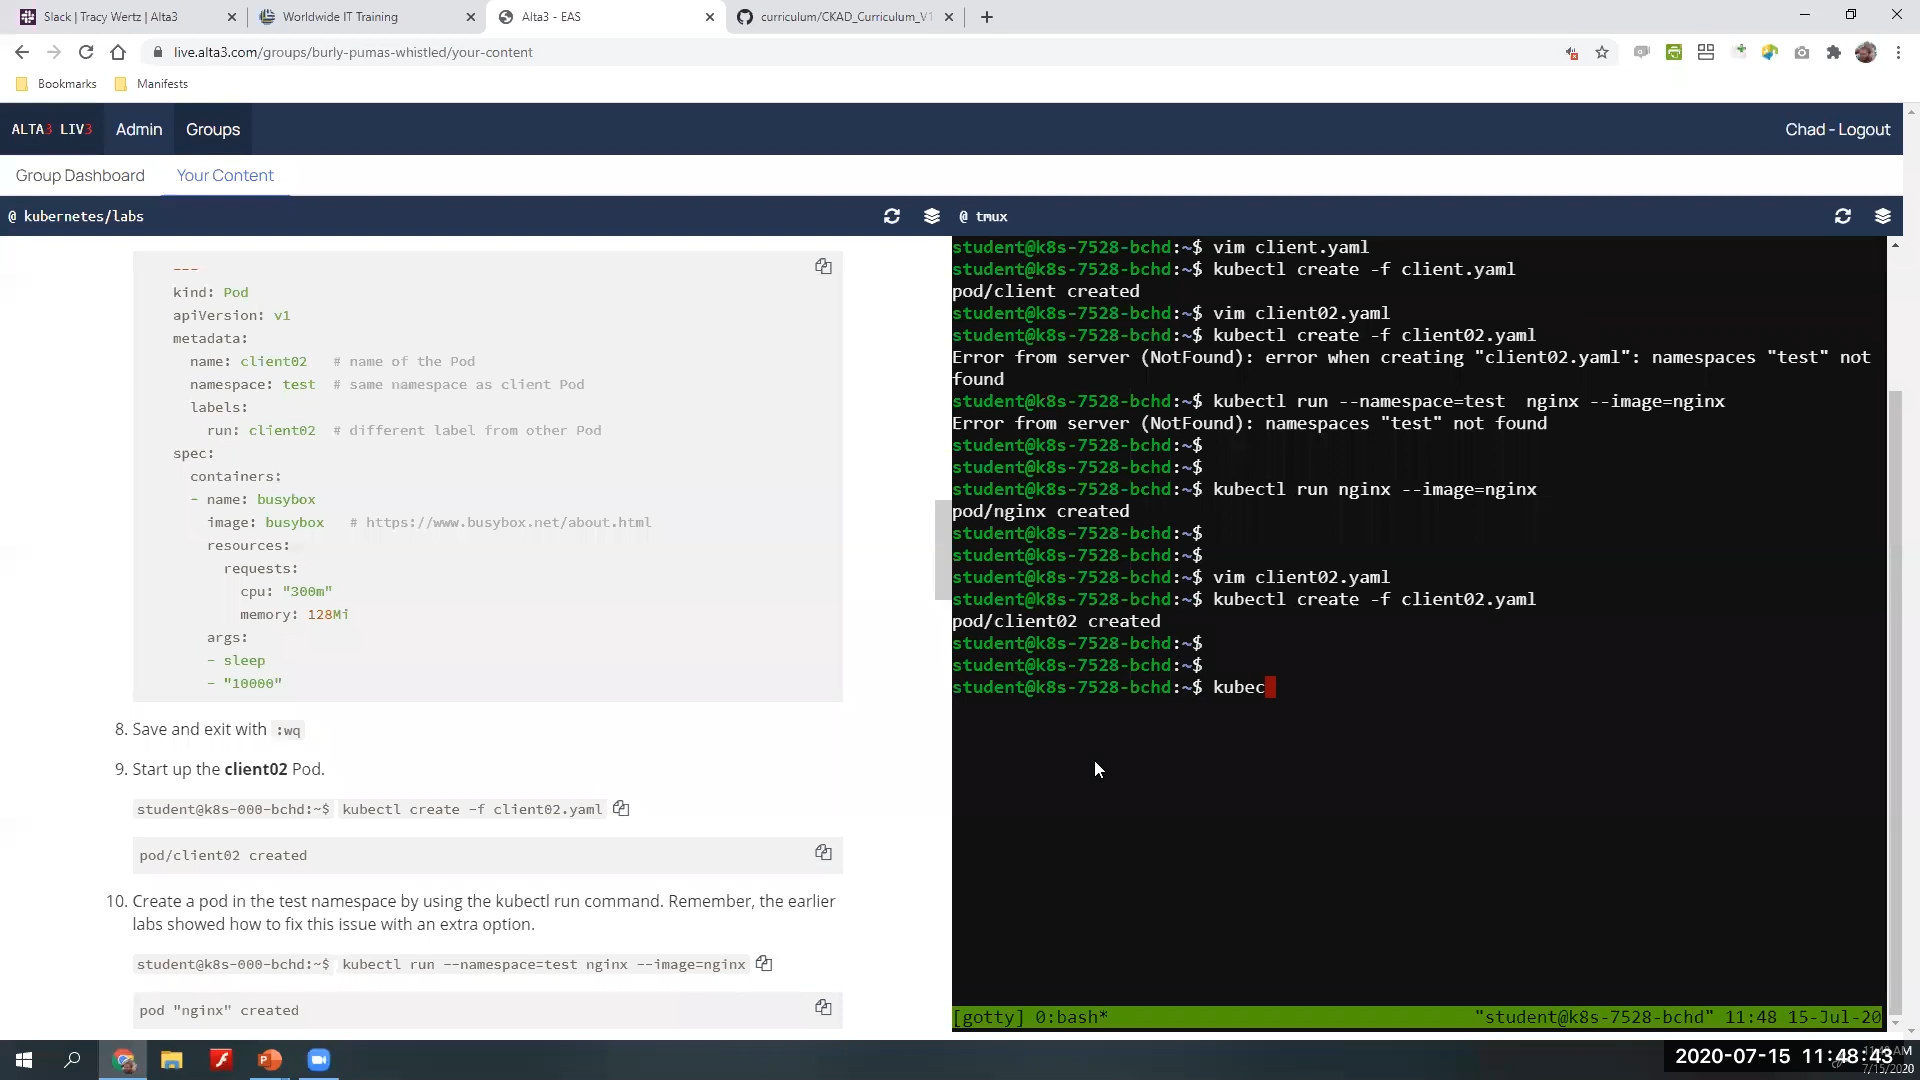 Slack | Tracy Wertz | Alta3
Worldwide IT Training
Alta3 - EAS
curriculum/CKAD_Curriculum_V1
live.alta3.com/groups/burly-pumas-whistled/your-content
Bookmarks
Manifests
ALTA3 LIV3
Admin
Groups
Chad - Logout
Group Dashboard
Your Content
@ kubernetes/labs
---
kind: Pod
apiVersion: v1
metadata:
name: client02 # name of the Pod
namespace: test # same namespace as client Pod
labels:
run: client02 # different label from other Pod
spec:
containers:
- name: busybox
image: busybox # https://www.busybox.net/about.html
resources:
requests:
cpu: "300m"
memory: 128Mi
args:
- sleep
- "10000"
8. Save and exit with :wq
9. Start up the client02 Pod.
student@k8s-000-bchd:~$ kubectl create -f client02.yaml
pod/client02 created
10. Create a pod in the test namespace by using the kubectl run command. Remember, the earlier
labs showed how to fix this issue with an extra option.
student@k8s-000-bchd:~$ kubectl run --namespace=test nginx --image=nginx
pod "nginx" created
@ tmux
student@k8s-7528-bchd:~$ vim client.yaml
student@k8s-7528-bchd:~$ kubectl create -f client.yaml
pod/client created
student@k8s-7528-bchd:~$ vim client02.yaml
student@k8s-7528-bchd:~$ kubectl create -f client02.yaml
Error from server (NotFound): error when creating "client02.yaml": namespaces "test" not
found
student@k8s-7528-bchd:~$ kubectl run --namespace=test  nginx --image=nginx
Error from server (NotFound): namespaces "test" not found
student@k8s-7528-bchd:~$
student@k8s-7528-bchd:~$
student@k8s-7528-bchd:~$ kubectl run nginx --image=nginx
pod/nginx created
student@k8s-7528-bchd:~$
student@k8s-7528-bchd:~$
student@k8s-7528-bchd:~$ vim client02.yaml
student@k8s-7528-bchd:~$ kubectl create -f client02.yaml
pod/client02 created
student@k8s-7528-bchd:~$
student@k8s-7528-bchd:~$
student@k8s-7528-bchd:~$ kubec
[gotty] 0:bash*
"student@k8s-7528-bchd" 11:48 15-Jul-20
2020-07-15 11:48:43
7/15/2020